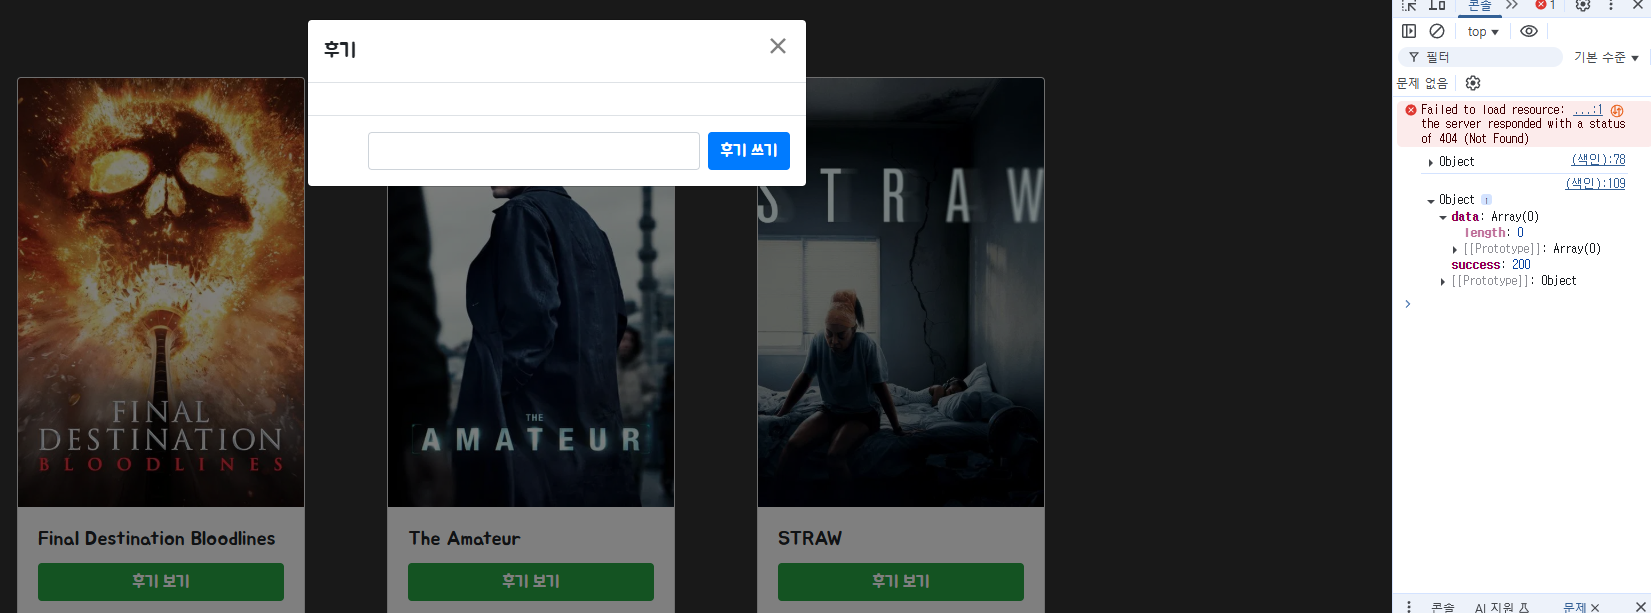 후기
×
후기 쓰기
FINAL
DESTINATION
BLOODLINES
THE
AMATEUR
STRAW
Final Destination Bloodlines
The Amateur
STRAW
후기 보기
후기 보기
후기 보기
콘솔
1
top
필터
기본 수준
문제 없음
Failed to load resource: ...:1
the server responded with a status
of 404 (Not Found)
Object (색인):78
(색인):109
Object i
data: Array(0)
length: 0
[[Prototype]]: Array(0)
success: 200
[[Prototype]]: Object
콘솔 AI 지원 문제